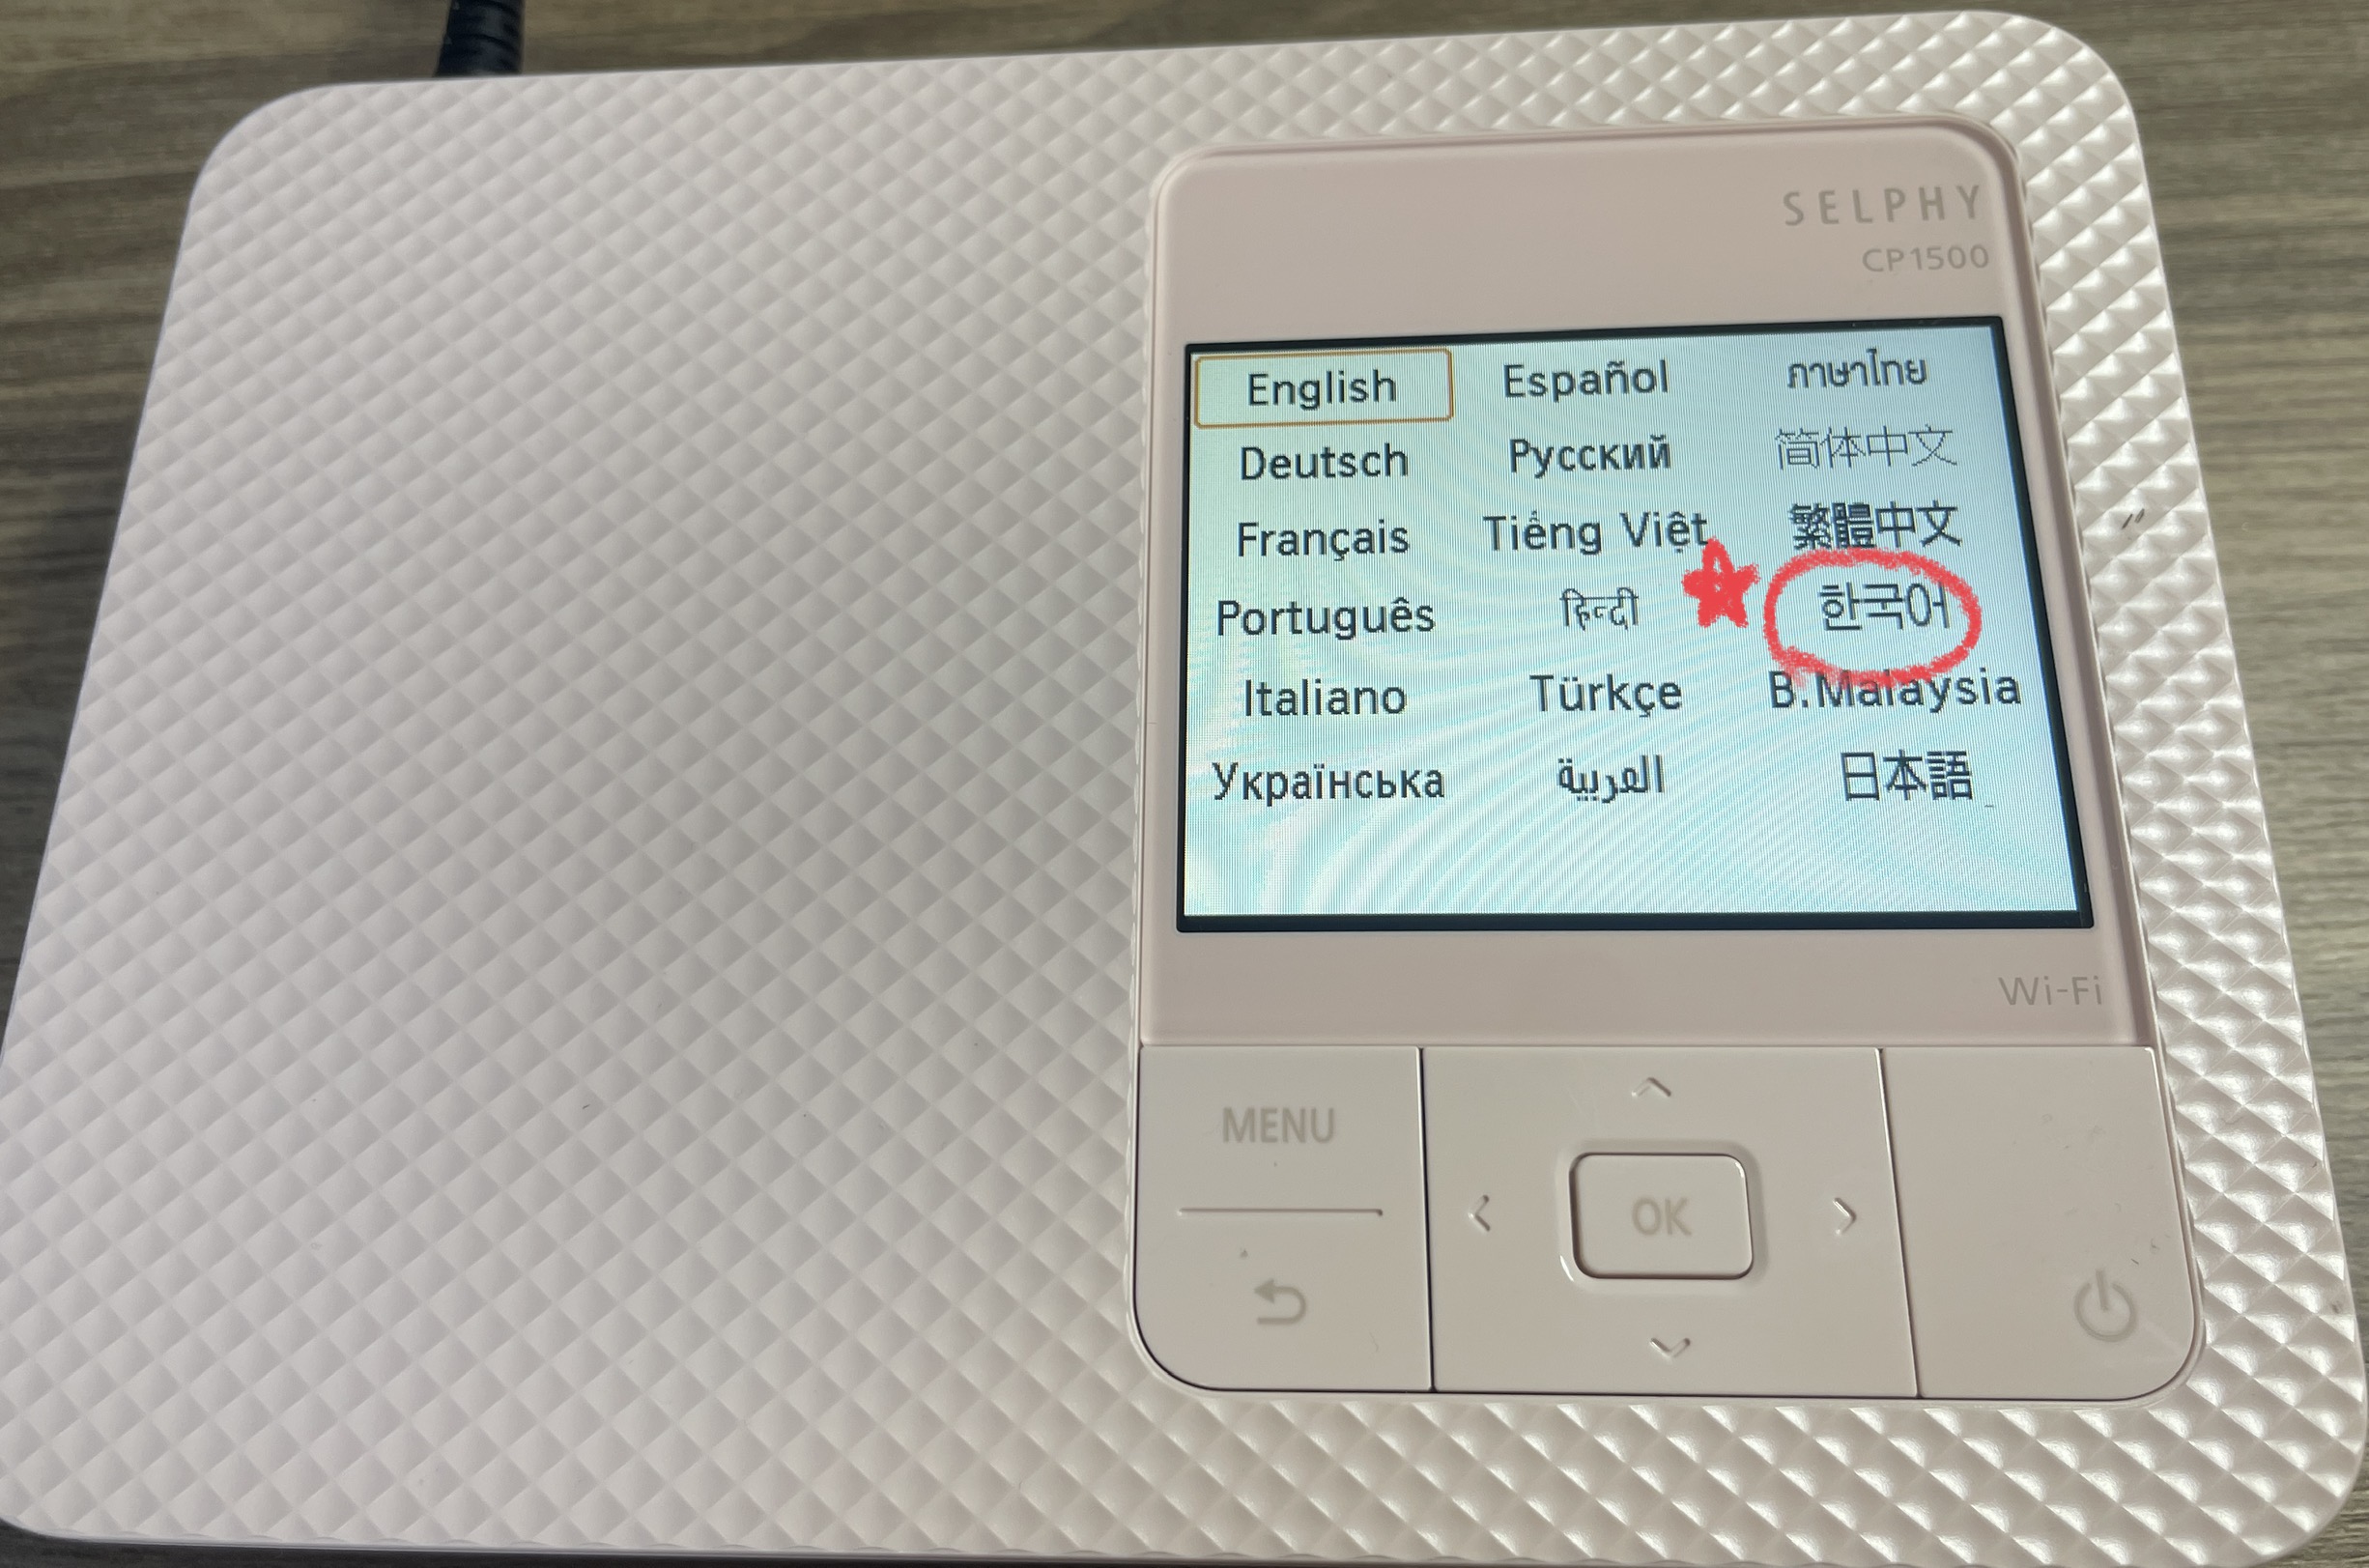 SELPHY
CP1500
English Español ภาษาไทย
Deutsch Русский 简体中文
Français Tiếng Việt 繁體中文
Português हिन्दी 한국어
Italiano Türkçe B.Malaysia
Українська العربية 日本語
Wi-Fi
MENU
OK